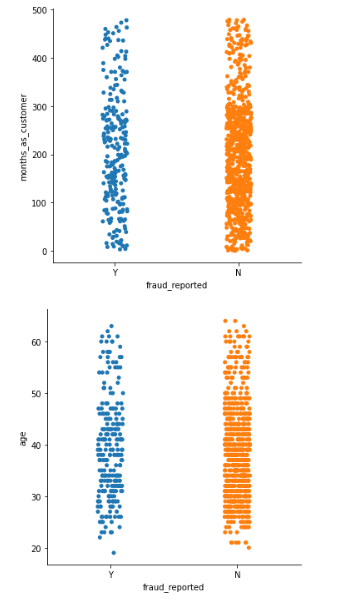 500
400
300
200
100
0
months_as_customer
Y N
fraud_reported
60
50
40
30
20
age
Y N
fraud_reported